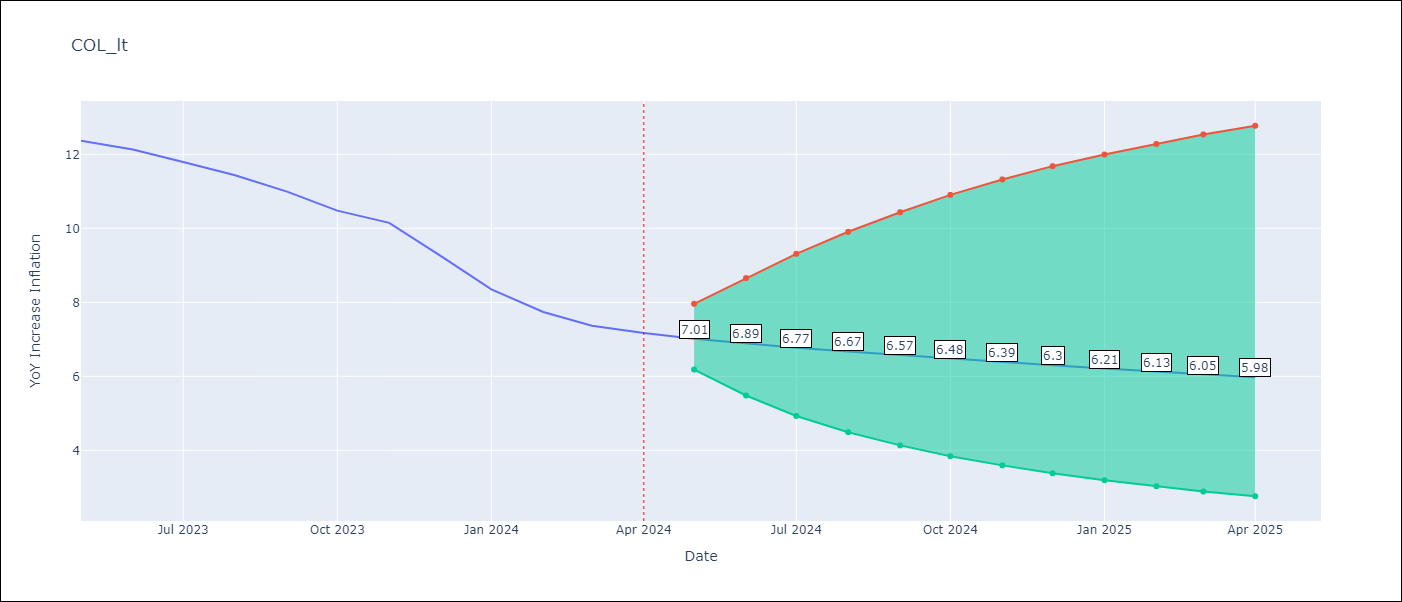 COL_lt
YoY Increase Inflation
12
10
8
6
4
7.01
6.89
6.77
6.67
6.57
6.48
6.39
6.3
6.21
6.13
6.05
5.98
Jul 2023
Oct 2023
Jan 2024
Apr 2024
Jul 2024
Oct 2024
Jan 2025
Apr 2025
Date